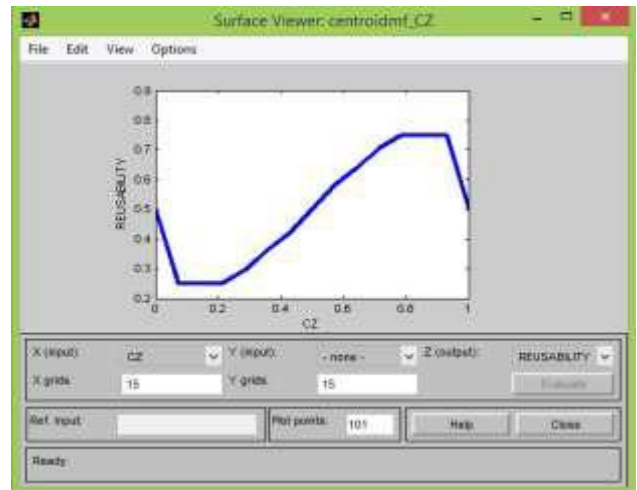 Surface Viewer: centroidmf_CZ
File Edit View Options
0.9
0.8
0.7
0.6
0.5
0.4
0.3
0.2
REUSABILITY
0 0.2 0.4 0.6 0.8 1
CZ
X (input): CZ Y (input): - none - Z (output): REUSABILITY
X grids: 15 Y grids: 15 Evaluate
Ref. Input: Plot points: 101 Help Close
Ready